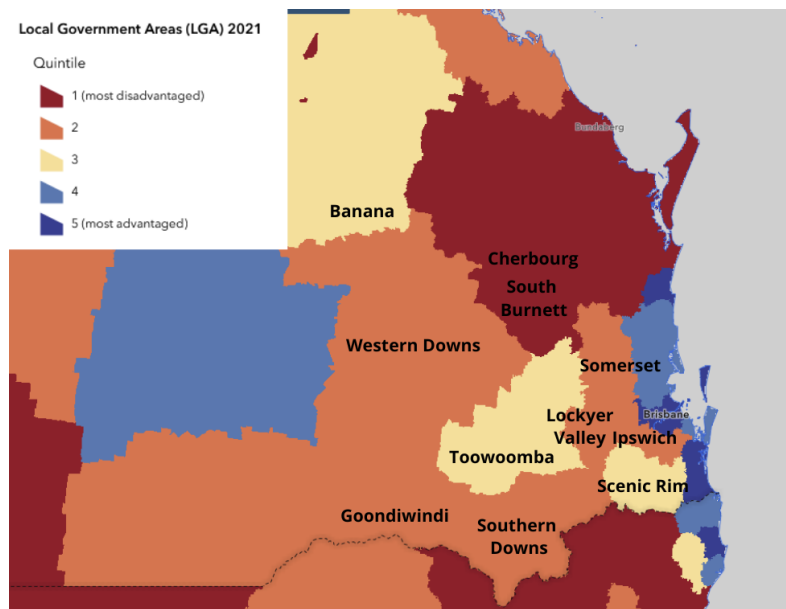 Local Government Areas (LGA) 2021
Quintile
1 (most disadvantaged)
2
3
4
5 (most advantaged)
Bundaberg
Banana
Cherbourg
South
Burnett
Western Downs
Somerset
Lockyer
Brisbane
Valley Ipswich
Toowoomba
Scenic Rim
Goondiwindi
Southern
Downs